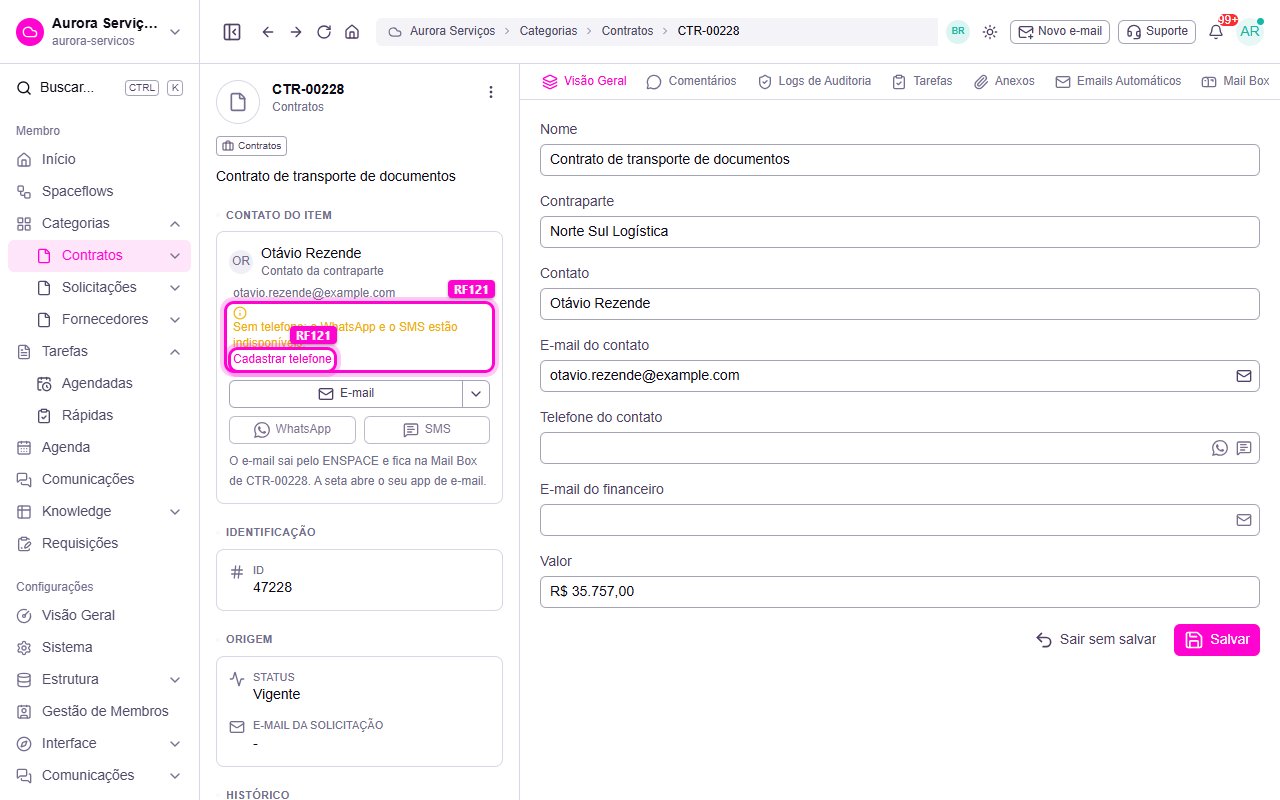 Aurora Serviç...
aurora-servicos
Aurora Serviços
Categorias
Contratos
CTR-00228
BR
Novo e-mail
Suporte
99+
AR
Buscar...
CTRL
K
Membro
Início
Spaceflows
Categorias
Contratos
Solicitações
Fornecedores
Tarefas
Agendadas
Rápidas
Agenda
Comunicações
Knowledge
Requisições
Configurações
Visão Geral
Sistema
Estrutura
Gestão de Membros
Interface
Comunicações
CTR-00228
Contratos
Contratos
Contrato de transporte de documentos
CONTATO DO ITEM
OR
Otávio Rezende
Contato da contraparte
otavio.rezende@example.com
RF121
Sem telefone, o WhatsApp e o SMS estão
indisponíveis
RF121
Cadastrar telefone
E-mail
WhatsApp
SMS
O e-mail sai pelo ENSPACE e fica na Mail Box
de CTR-00228. A seta abre o seu app de e-mail.
IDENTIFICAÇÃO
ID
47228
ORIGEM
STATUS
Vigente
E-MAIL DA SOLICITAÇÃO
-
HISTÓRICO
Visão Geral
Comentários
Logs de Auditoria
Tarefas
Anexos
Emails Automáticos
Mail Box
Nome
Contrato de transporte de documentos
Contraparte
Norte Sul Logística
Contato
Otávio Rezende
E-mail do contato
otavio.rezende@example.com
Telefone do contato
E-mail do financeiro
Valor
R$ 35.757,00
Sair sem salvar
Salvar